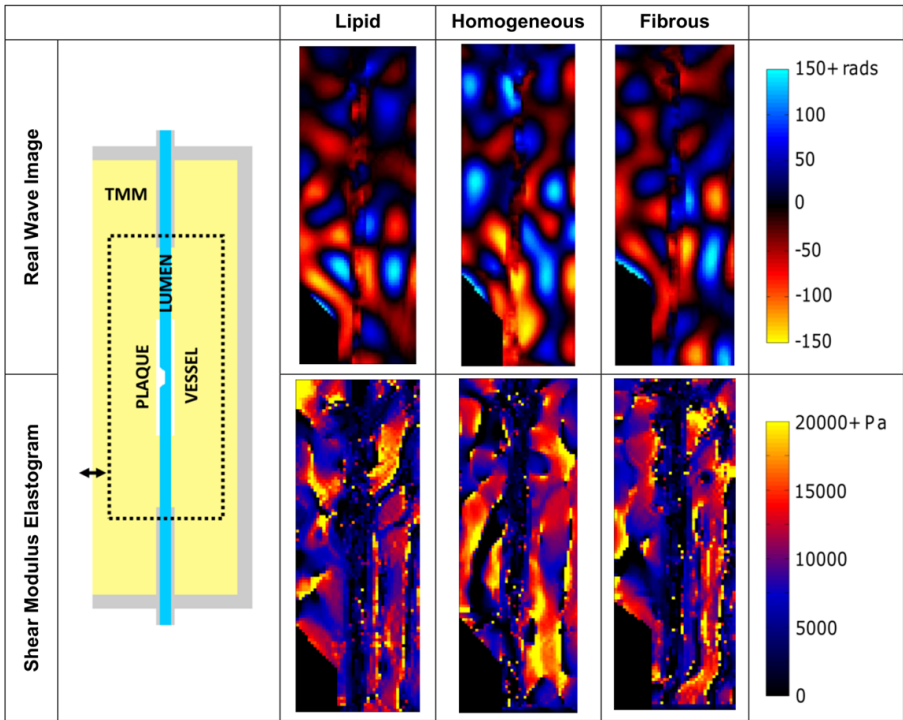 Lipid
Homogeneous
Fibrous
Real Wave Image
TMM
LUMEN
PLAQUE
VESSEL
150+ rads
100
50
0
-50
-100
-150
Shear Modulus Elastogram
20000+ Pa
15000
10000
5000
0